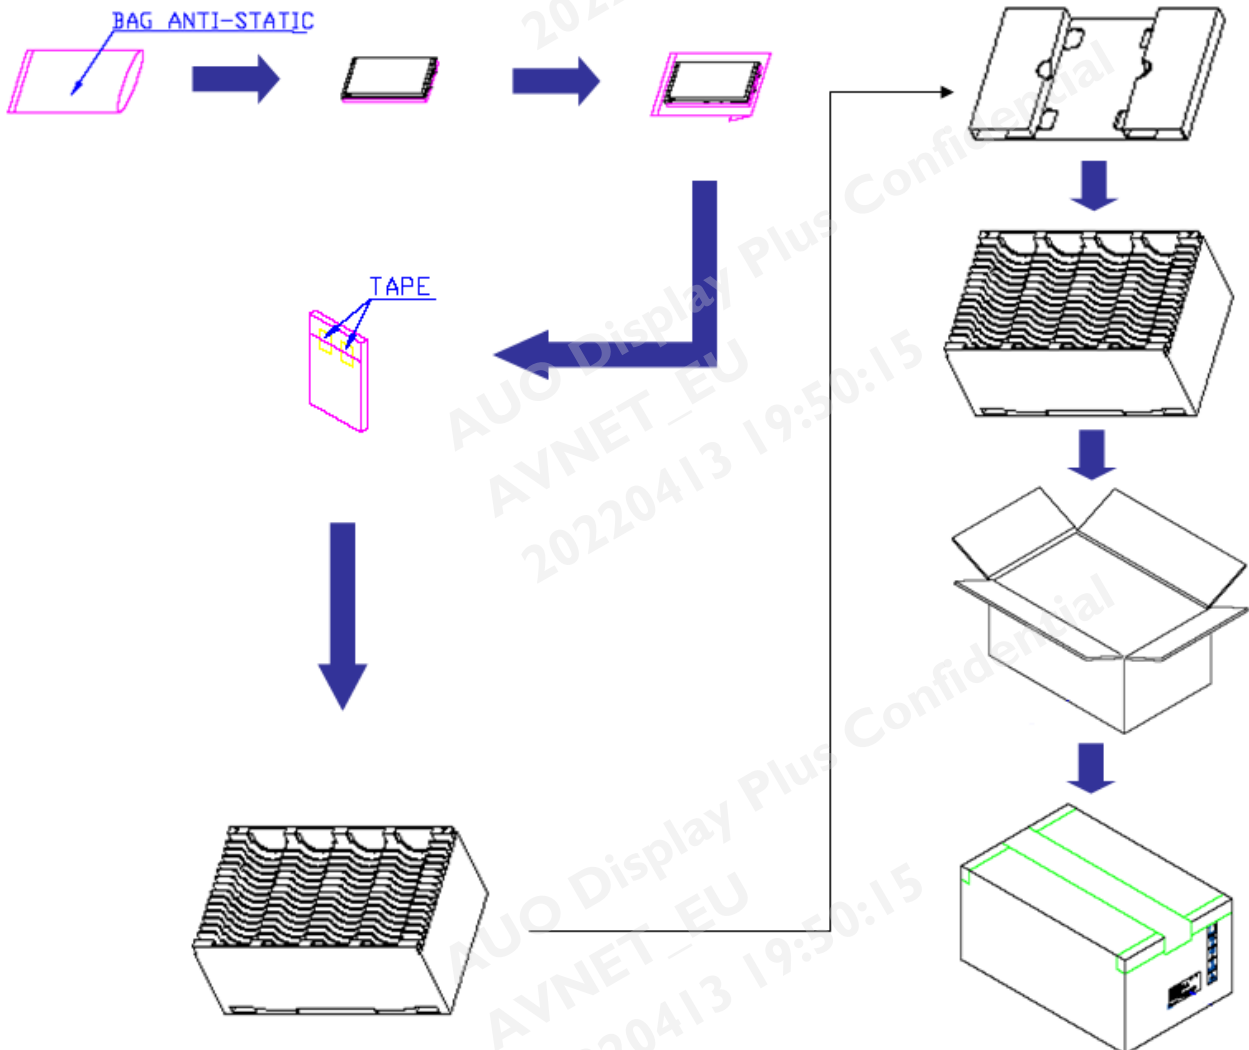 BAG ANTI-STATIC
TAPE
AUO Display Plus Confidential
AVNET_EU
20220413 19:50:15
AUO Display Plus Confidential
AVNET_EU
20220413 19:50:15